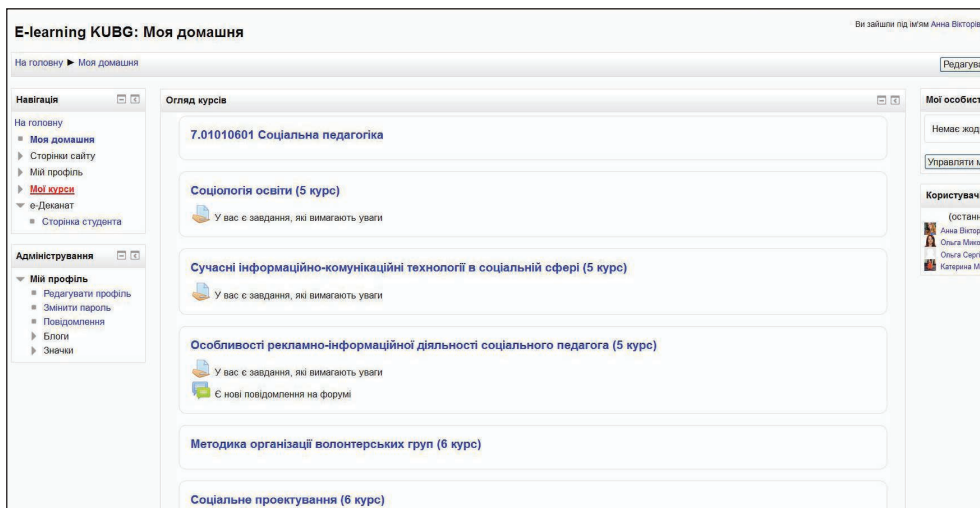 E-learning KUBG: Моя домашня
Ви зайшли під ім'ям Анна Вікторів
На головну ► Моя домашня
Редагува
Навігація
На головну
Моя домашня
Сторінки сайту
Мій профіль
Мої курси
е-Деканат
Сторінка студента
Адміністрування
Мій профіль
Редагувати профіль
Змінити пароль
Повідомлення
Блоги
Значки
Огляд курсів
7.01010601 Соціальна педагогіка
Соціологія освіти (5 курс)
У вас є завдання, які вимагають уваги
Сучасні інформаційно-комунікаційні технології в соціальній сфері (5 курс)
У вас є завдання, які вимагають уваги
Особливості рекламно-інформаційної діяльності соціального педагога (5 курс)
У вас є завдання, які вимагають уваги
Є нові повідомлення на форумі
Методика організації волонтерських груп (6 курс)
Соціальне проектування (6 курс)
Мої особист
Немає жод
Управляти м
Користувач
(останн
Анна Віктор
Ольга Мико
Ольга Сергі
Катерина М